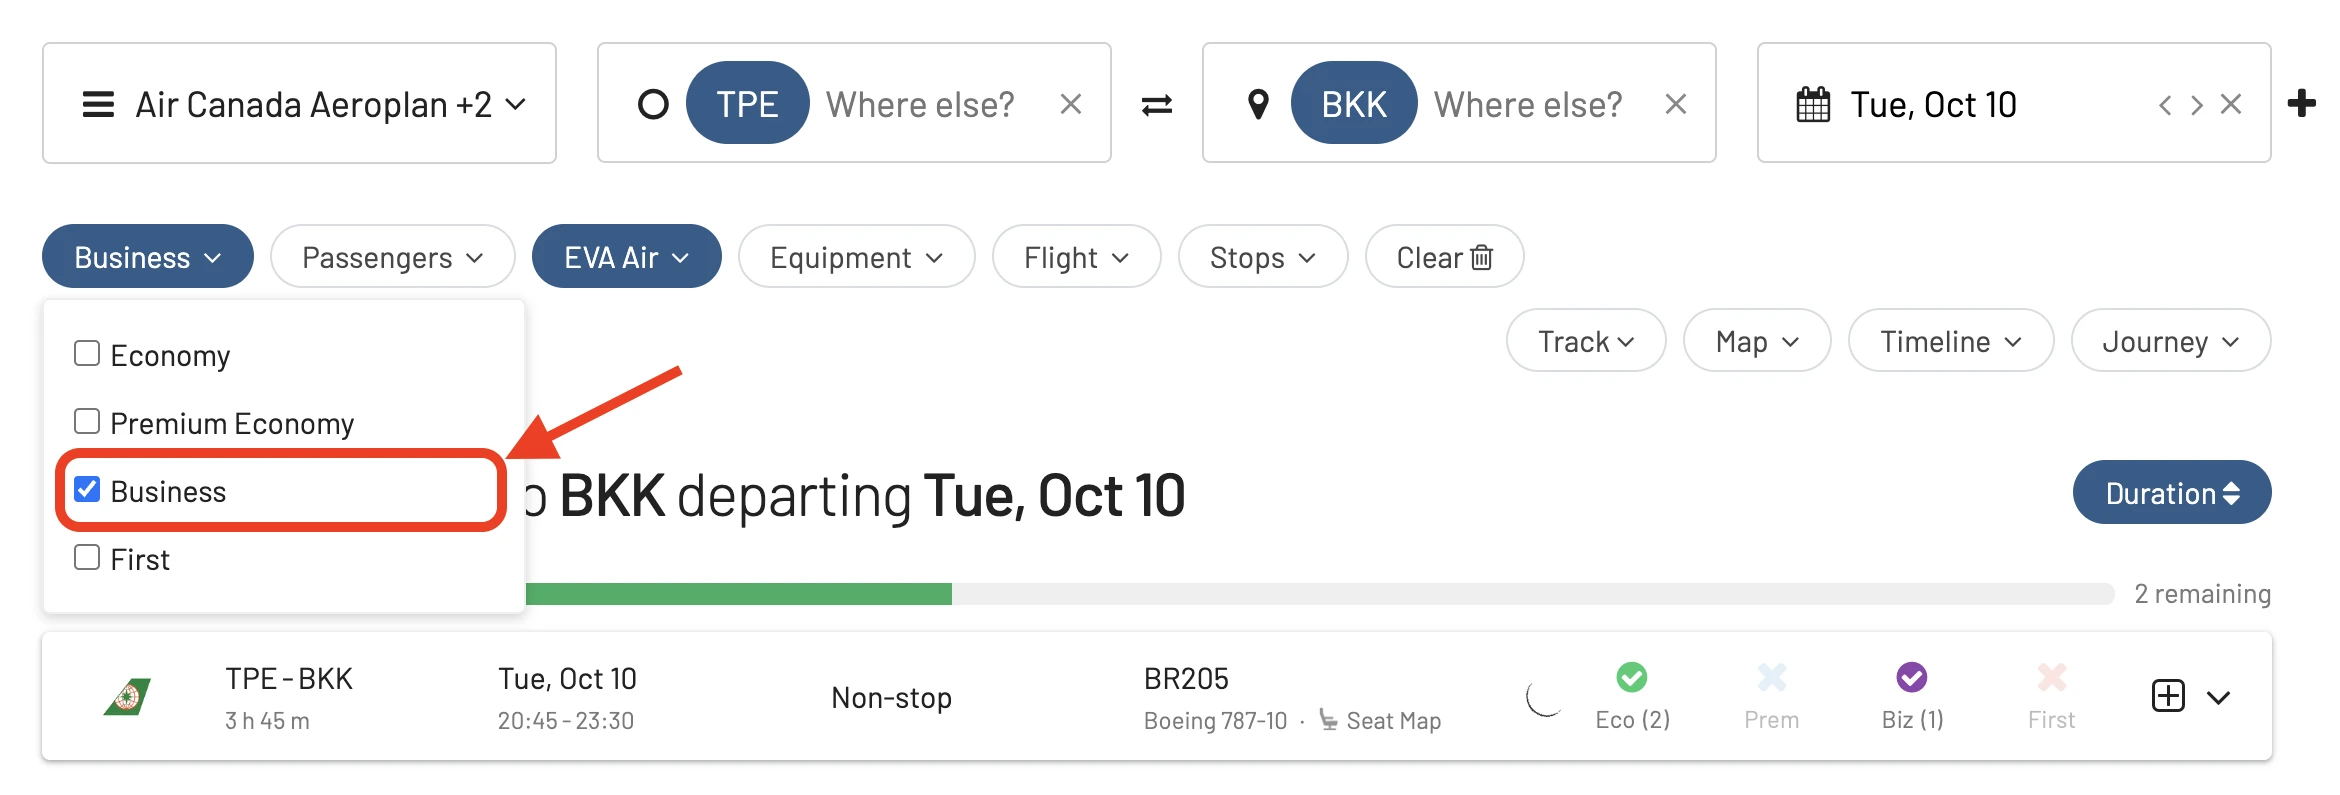 Air Canada Aeroplan +2
TPE Where else?
BKK Where else?
Tue, Oct 10
Business
Passengers
EVA Air
Equipment
Flight
Stops
Clear
Economy
Premium Economy
Business
First
Track
Map
Timeline
Journey
BKK departing Tue, Oct 10
Duration
2 remaining
TPE - BKK
3 h 45 m
Tue, Oct 10
20:45 - 23:30
Non-stop
BR205
Boeing 787-10 · Seat Map
Eco (2)
Prem
Biz (1)
First